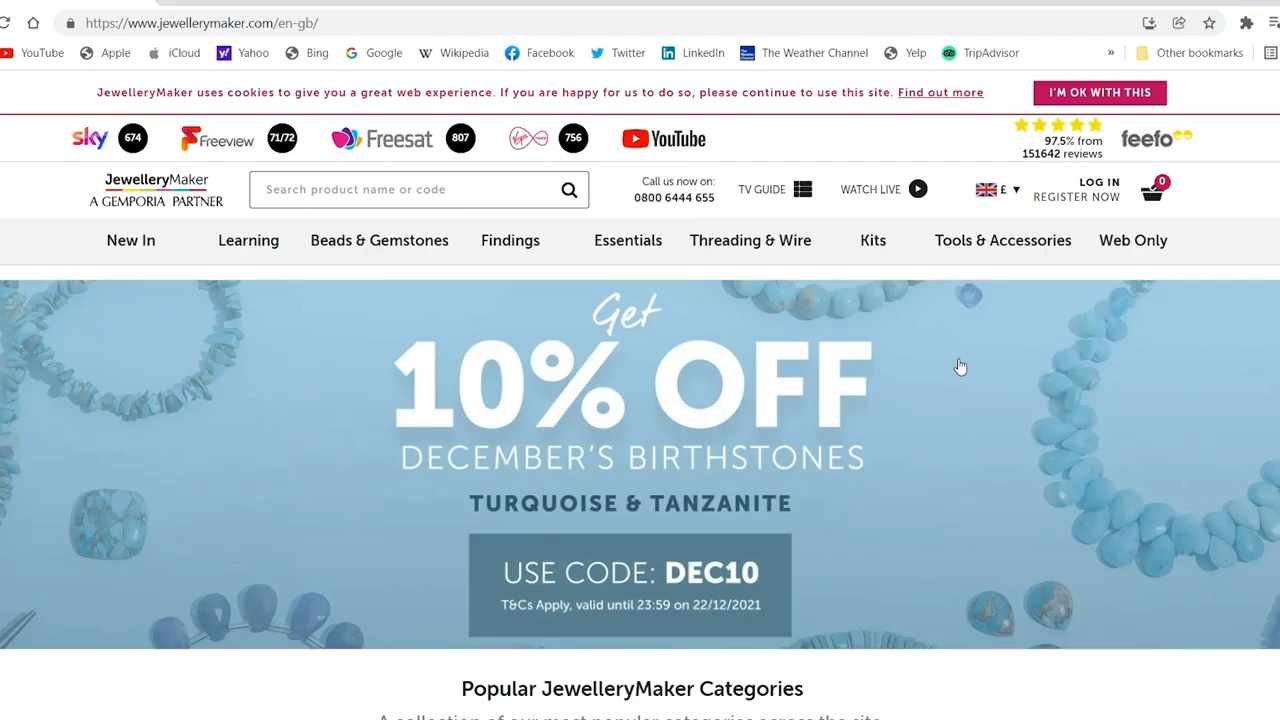 https://www.jewellerymaker.com/en-gb/
YouTube Apple iCloud Yahoo Bing Google Wikipedia Facebook Twitter LinkedIn The Weather Channel Yelp TripAdvisor » Other bookmarks
JewelleryMaker uses cookies to give you a great web experience. If you are happy for us to do so, please continue to use this site. Find out more
I'M OK WITH THIS
sky 674 Freeview 71/72 freesat 807 Virgin media 756 YouTube
97.5% from
151642 reviews
feefo
JewelleryMaker
A GEMPORIA PARTNER
Search product name or code
Call us now on:
0800 6444 655
TV GUIDE
WATCH LIVE
£ ▼
LOG IN
REGISTER NOW
0
New In Learning Beads & Gemstones Findings Essentials Threading & Wire Kits Tools & Accessories Web Only
Get
10% OFF
DECEMBER'S BIRTHSTONES
TURQUOISE & TANZANITE
USE CODE: DEC10
T&Cs Apply, valid until 23:59 on 22/12/2021
Popular JewelleryMaker Categories
A collection of our most popular categories across the site